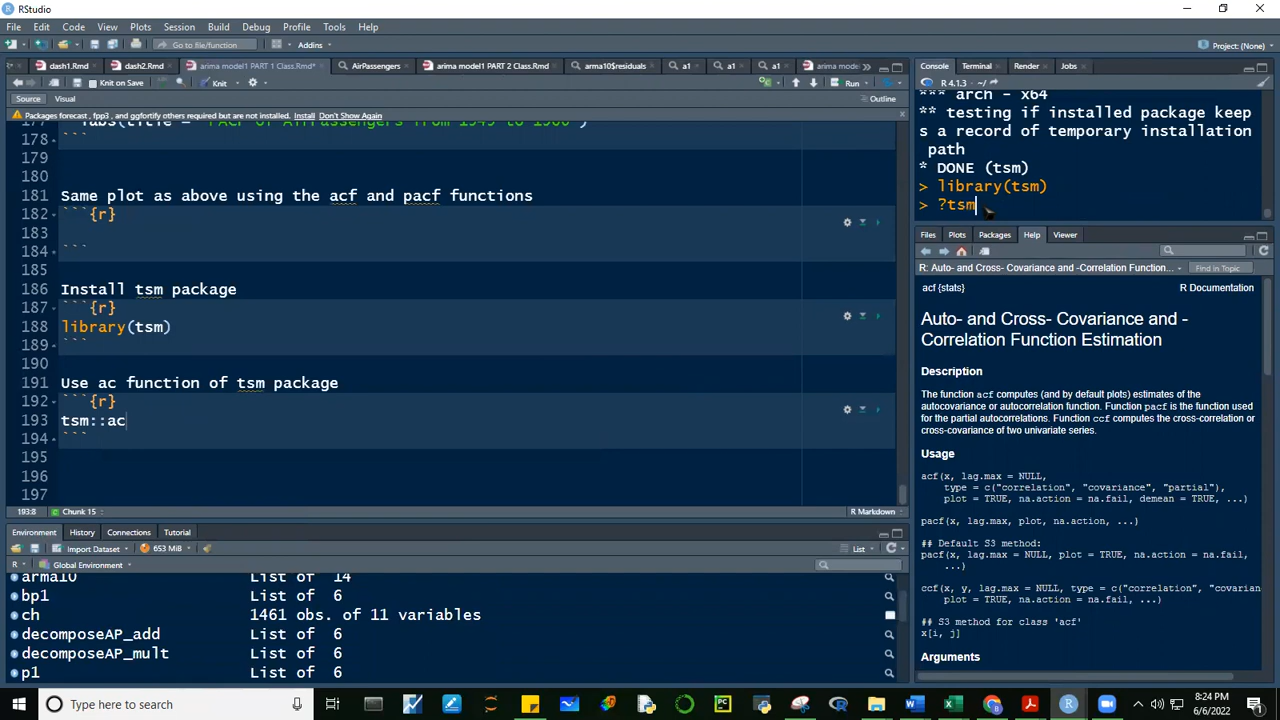 RStudio
File Edit Code View Plots Session Build Debug Profile Tools Help
Go to file/function Addins Project: (None)
dash1.Rmd dash2.Rmd arima model1 PART 1 Class.Rmd* AirPassengers arima model1 PART 2 Class.Rmd arima10$residuals a1 a1 a1 arima mode
Knit on Save Knit Run
Source Visual Outline
Packages forecast, fpp3, and ggfortify others required but are not installed. Install Don't Show Again
178 ```
179
180
181 Same plot as above using the acf and pacf functions
182 ```{r}
183
184 ```
185
186 Install tsm package
187 ```{r}
188 library(tsm)
189 ```
190
191 Use ac function of tsm package
192 ```{r}
193 tsm::ac
194 ```
195
196
197
193:8 Chunk 15 R Markdown
Environment History Connections Tutorial
Import Dataset 653 MiB List
R Global Environment
arma10 List of 14
bp1 List of 6
ch 1461 obs. of 11 variables
decomposeAP_add List of 6
decomposeAP_mult List of 6
p1 List of 6
Console Terminal Render Jobs
R 4.1.3 · ~/
*** arch - x64
** testing if installed package keep
s a record of temporary installation
path
* DONE (tsm)
> library(tsm)
> ?tsm
Files Plots Packages Help Viewer
R: Auto- and Cross- Covariance and -Correlation Function... Find in Topic
acf {stats} R Documentation
Auto- and Cross- Covariance and -
Correlation Function Estimation
Description
The function acf computes (and by default plots) estimates of the
autocovariance or autocorrelation function. Function pacf is the function used
for the partial autocorrelations. Function ccf computes the cross-correlation or
cross-covariance of two univariate series.
Usage
acf(x, lag.max = NULL,
type = c("correlation", "covariance", "partial"),
plot = TRUE, na.action = na.fail, demean = TRUE, ...)
pacf(x, lag.max, plot, na.action, ...)
## Default S3 method:
pacf(x, lag.max = NULL, plot = TRUE, na.action = na.fail,
...)
ccf(x, y, lag.max = NULL, type = c("correlation", "covarian
plot = TRUE, na.action = na.fail, ...)
## S3 method for class 'acf'
x[i, j]
Arguments
Type here to search
8:24 PM
6/6/2022